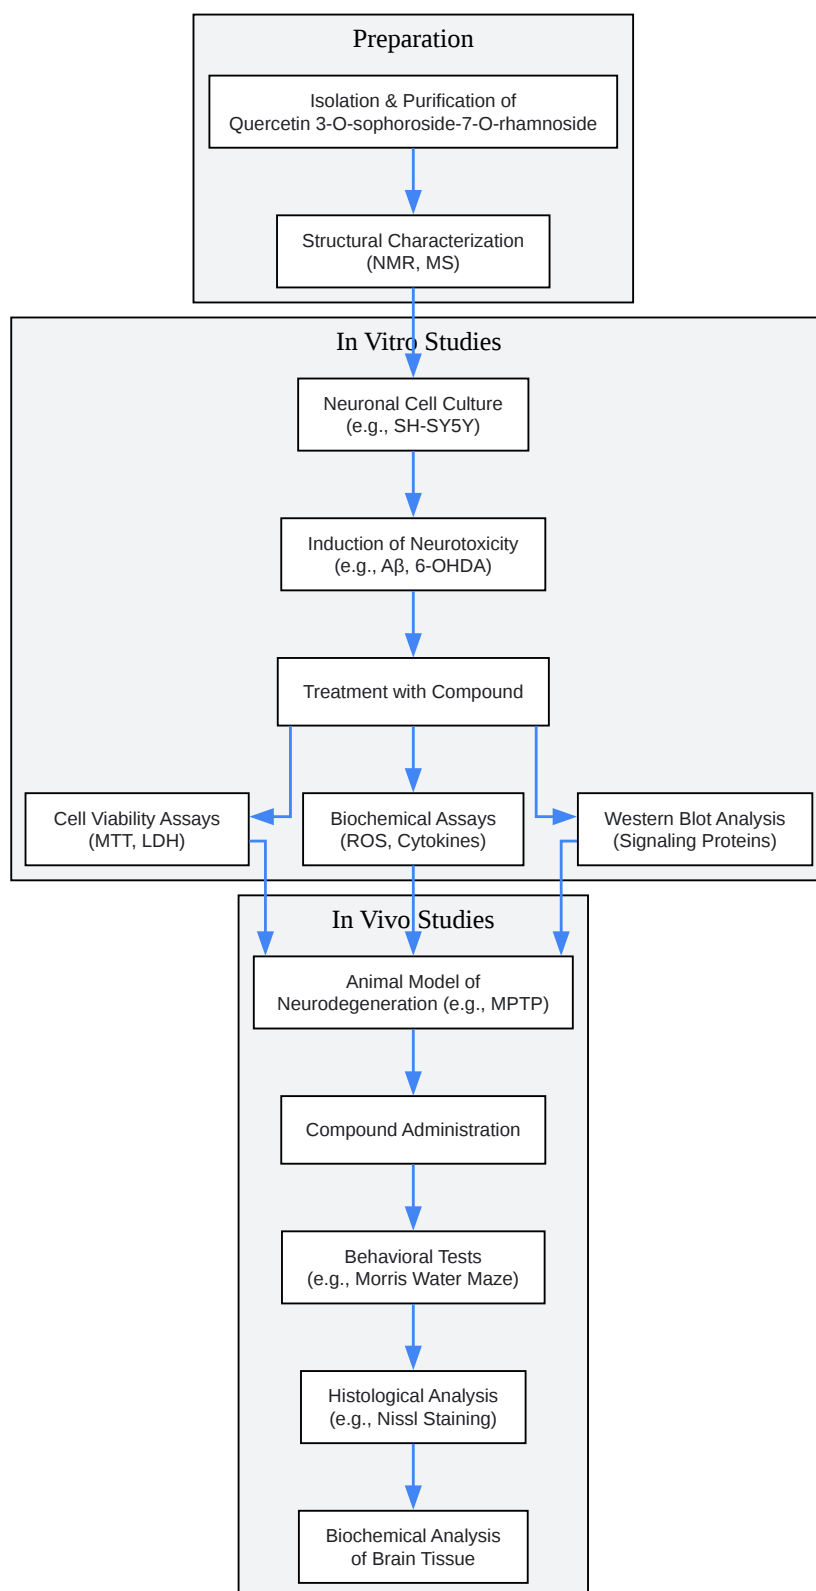 Preparation
Isolation & Purification of
Quercetin 3-O-sophoroside-7-O-rhamnoside
Structural Characterization
(NMR, MS)
In Vitro Studies
Neuronal Cell Culture
(e.g., SH-SY5Y)
Induction of Neurotoxicity
(e.g., Aβ, 6-OHDA)
Treatment with Compound
Cell Viability Assays
(MTT, LDH)
Biochemical Assays
(ROS, Cytokines)
Western Blot Analysis
(Signaling Proteins)
In Vivo Studies
Animal Model of
Neurodegeneration (e.g., MPTP)
Compound Administration
Behavioral Tests
(e.g., Morris Water Maze)
Histological Analysis
(e.g., Nissl Staining)
Biochemical Analysis
of Brain Tissue